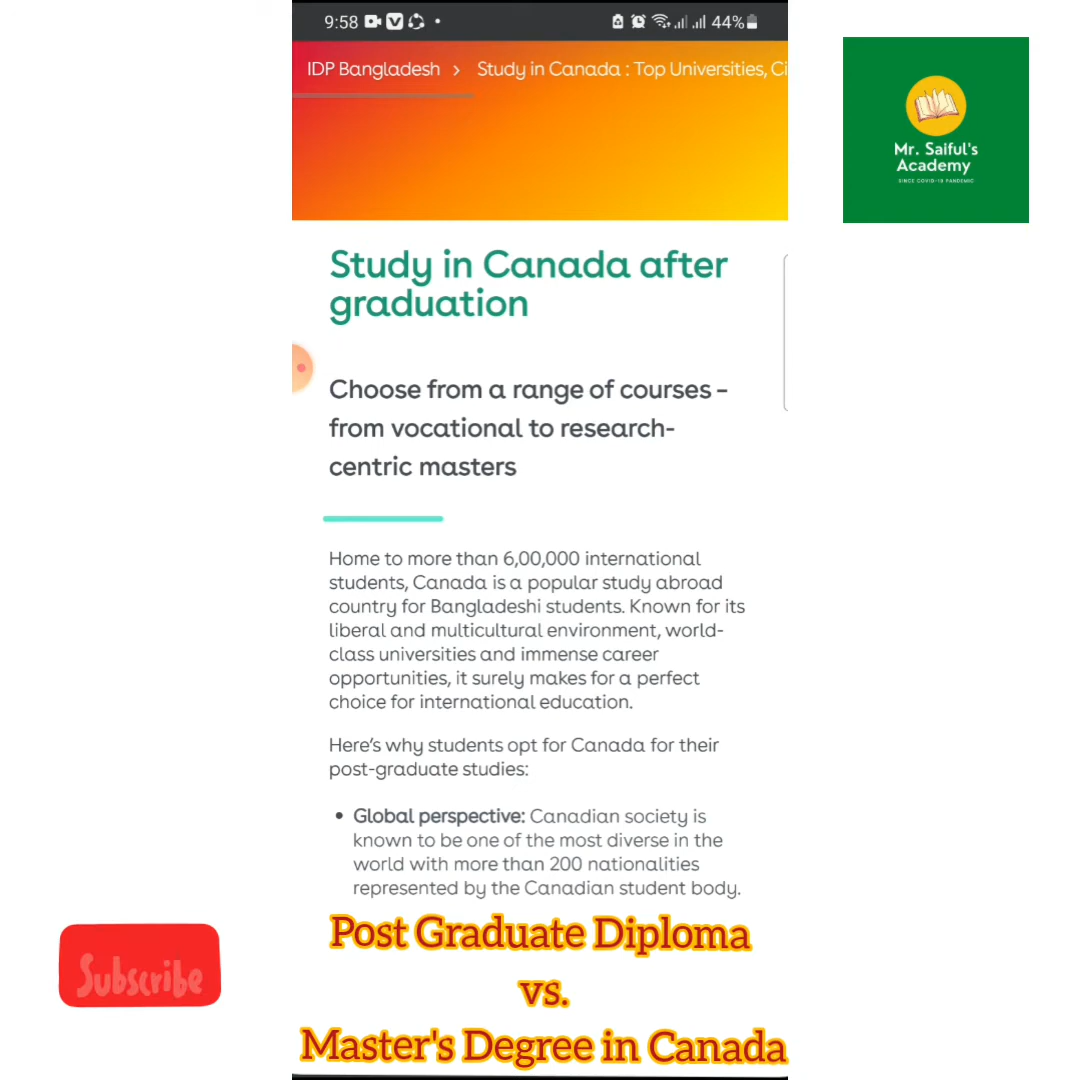 9:58
44%
IDP Bangladesh > Study in Canada : Top Universities, Ci
Mr. Saiful's
Academy
SINCE COVID-19 PANDEMIC
Study in Canada after
graduation
Choose from a range of courses –
from vocational to research-
centric masters
Home to more than 6,00,000 international
students, Canada is a popular study abroad
country for Bangladeshi students. Known for its
liberal and multicultural environment, world-
class universities and immense career
opportunities, it surely makes for a perfect
choice for international education.
Here's why students opt for Canada for their
post-graduate studies:
• Global perspective: Canadian society is
known to be one of the most diverse in the
world with more than 200 nationalities
represented by the Canadian student body.
Subscribe
Post Graduate Diploma
vs.
Master's Degree in Canada